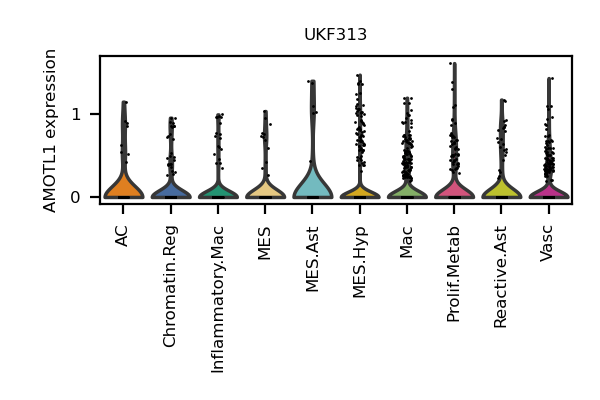 UKF313
AMOTL1 expression
1
0
AC
Chromatin.Reg
Inflammatory.Mac
MES
MES.Ast
MES.Hyp
Mac
Prolif.Metab
Reactive.Ast
Vasc